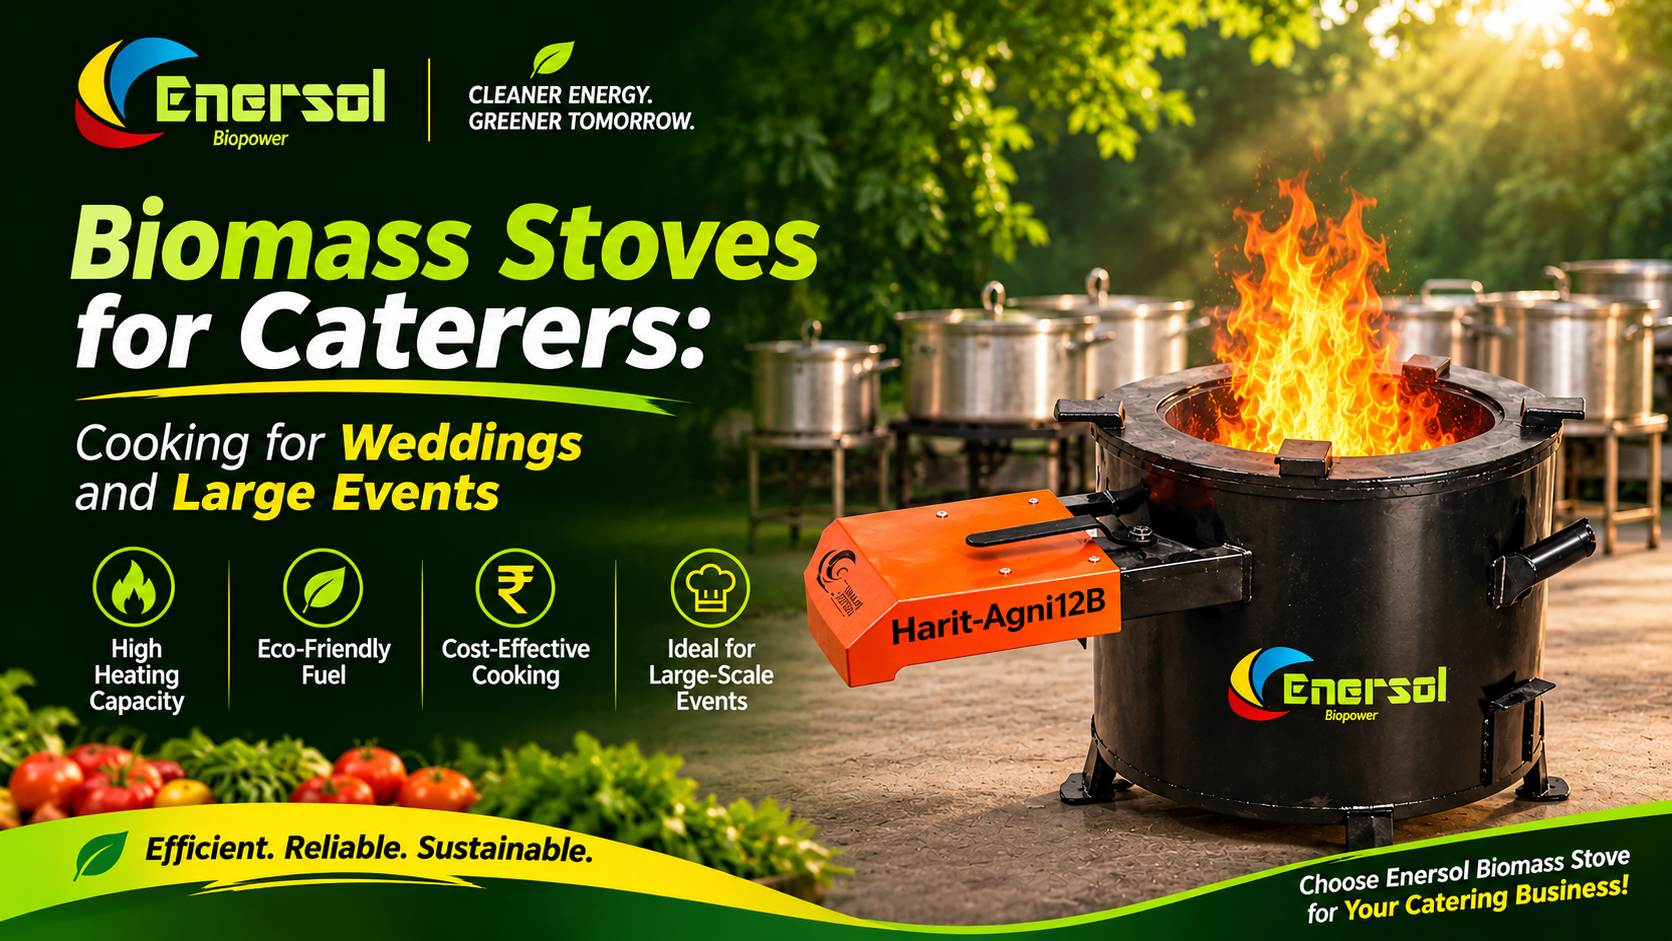 Enersol
Biopower
CLEANER ENERGY.
GREENER TOMORROW.
Biomass Stoves
for Caterers:
Cooking for Weddings
and Large Events
High
Heating
Capacity
Eco-Friendly
Fuel
₹
Cost-Effective
Cooking
Ideal for
Large-Scale
Events
Harit-Agni12B
Enersol
Biopower
Efficient. Reliable. Sustainable.
Choose Enersol Biomass Stove
for Your Catering Business!